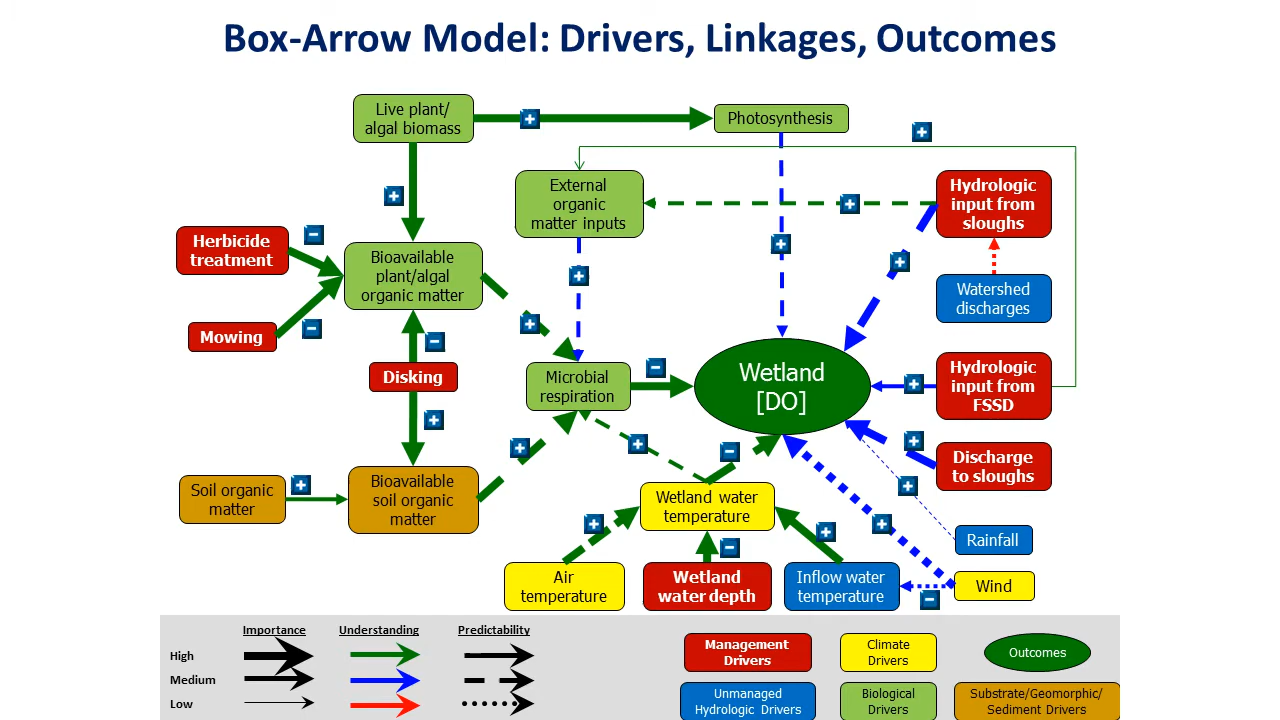 Box-Arrow Model: Drivers, Linkages, Outcomes
Live plant/
algal biomass
+
Photosynthesis
+
+
External
organic
matter inputs
+
Hydrologic
input from
sloughs
Herbicide
treatment
−
Bioavailable
plant/algal
organic matter
+
+
+
Watershed
discharges
Mowing
−
Disking
−
+
+
Microbial
respiration
−
Wetland
[DO]
+
Hydrologic
input from
FSSD
Soil organic
matter
+
Bioavailable
soil organic
matter
+
+
−
+
Discharge
to sloughs
Wetland water
temperature
+
+
Rainfall
+
−
+
Air
temperature
Wetland
water depth
Inflow water
temperature
−
Wind
Importance
Understanding
Predictability
High
Medium
Low
Management
Drivers
Climate
Drivers
Outcomes
Unmanaged
Hydrologic Drivers
Biological
Drivers
Substrate/Geomorphic/
Sediment Drivers